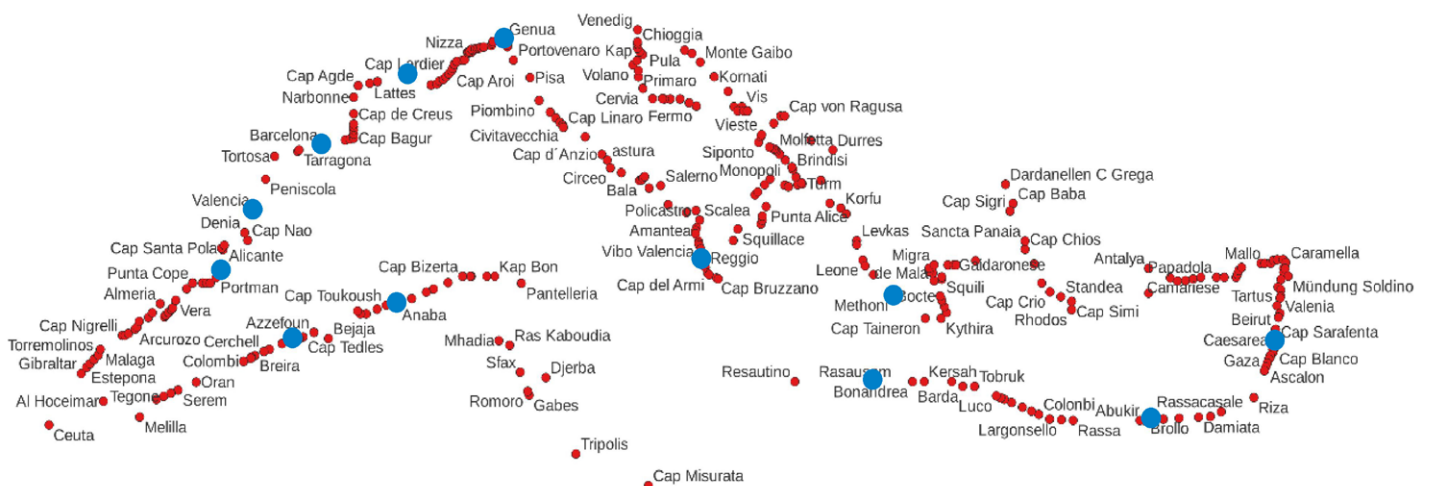 Venedig
Genua
Chioggia
Nizza
Portovenaro Kap
Monte Gaibo
Cap Lardier
Pula
Cap Agde
Cap Aroi
Pisa
Volano
Primaro
Kornati
Narbonne
Lattes
Cervia
Fermo
Vis
Cap de Creus
Piombino
Cap Linaro
Cap von Ragusa
Barcelona
Cap Bagur
Civitavecchia
Vieste
Molfetta
Durres
Tortosa
Tarragona
Cap d´Anzio
astura
Siponto
Brindisi
Peniscola
Circeo
Bala
Salerno
Monopoli
Turm
Dardanellen C Grega
Valencia
Cap Sigri
Cap Baba
Denia
Cap Nao
Policastro
Scalea
Punta Alice
Korfu
Cap Santa Pola
Alicante
Amantea
Squillace
Levkas
Sancta Panaia
Cap Chios
Vibo Valencia
Reggio
Migra
Antalya
Mallo
Caramella
Punta Cope
Portman
Cap Bizerta
Kap Bon
Leone
de Mala
Gaidaronese
Papadola
Almeria
Vera
Cap Toukoush
Pantelleria
Cap del Armi
Cap Bruzzano
Squili
Standea
Camanese
Mündung Soldino
Methoni
Bocte
Cap Crio
Tartus
Valenia
Cap Nigrelli
Azzefoun
Bejaja
Anaba
Cap Taineron
Kythira
Rhodos
Cap Simi
Beirut
Torremolinos
Arcurozo
Cerchell
Cap Tedles
Mhadia
Ras Kaboudia
Caesarea
Cap Sarafenta
Gibraltar
Malaga
Colombi
Breira
Sfax
Djerba
Resautino
Rasausem
Kersah
Tobruk
Gaza
Cap Blanco
Estepona
Oran
Bonandrea
Barda
Ascalon
Al Hoceimar
Tegone
Serem
Romoro
Gabes
Luco
Colonbi
Abukir
Rassacasale
Riza
Ceuta
Melilla
Largonsello
Rassa
Brollo
Damiata
Tripolis
Cap Misurata